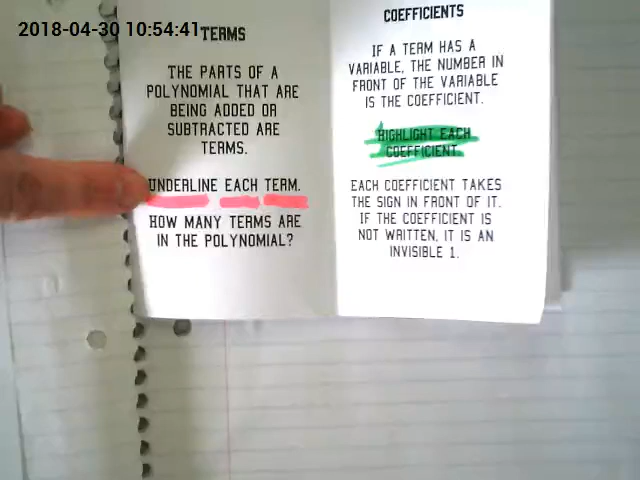 2018-04-30 10:54:41
TERMS
THE PARTS OF A
POLYNOMIAL THAT ARE
BEING ADDED OR
SUBTRACTED ARE
TERMS.
UNDERLINE EACH TERM.
HOW MANY TERMS ARE
IN THE POLYNOMIAL?
COEFFICIENTS
IF A TERM HAS A
VARIABLE, THE NUMBER IN
FRONT OF THE VARIABLE
IS THE COEFFICIENT.
HIGHLIGHT EACH
COEFFICIENT.
EACH COEFFICIENT TAKES
THE SIGN IN FRONT OF IT.
IF THE COEFFICIENT IS
NOT WRITTEN, IT IS AN
INVISIBLE 1.